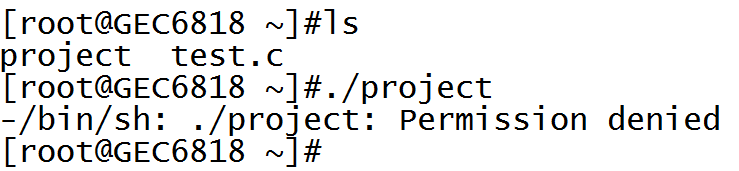 [root@GEC6818 ~]#ls
project  test.c
[root@GEC6818 ~]#./project
-/bin/sh: ./project: Permission denied
[root@GEC6818 ~]#